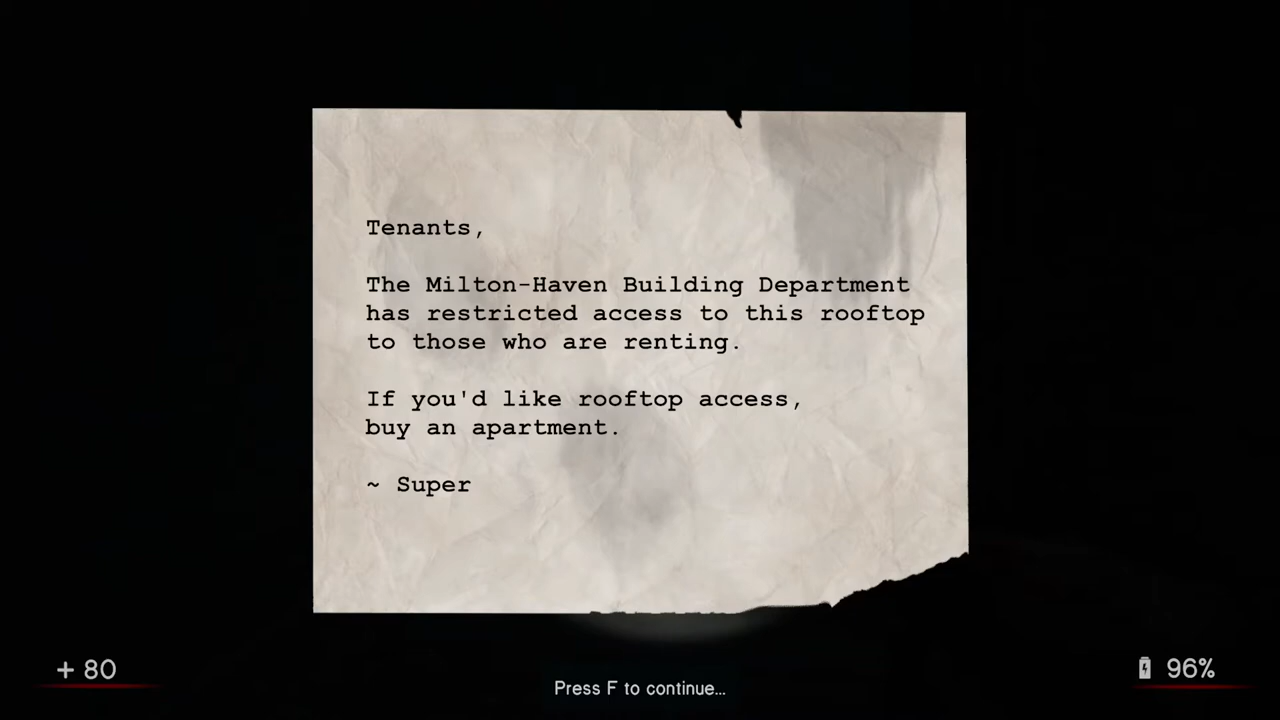 Tenants,
The Milton-Haven Building Department
has restricted access to this rooftop
to those who are renting.
If you'd like rooftop access,
buy an apartment.
~ Super
+ 80
Press F to continue...
96%